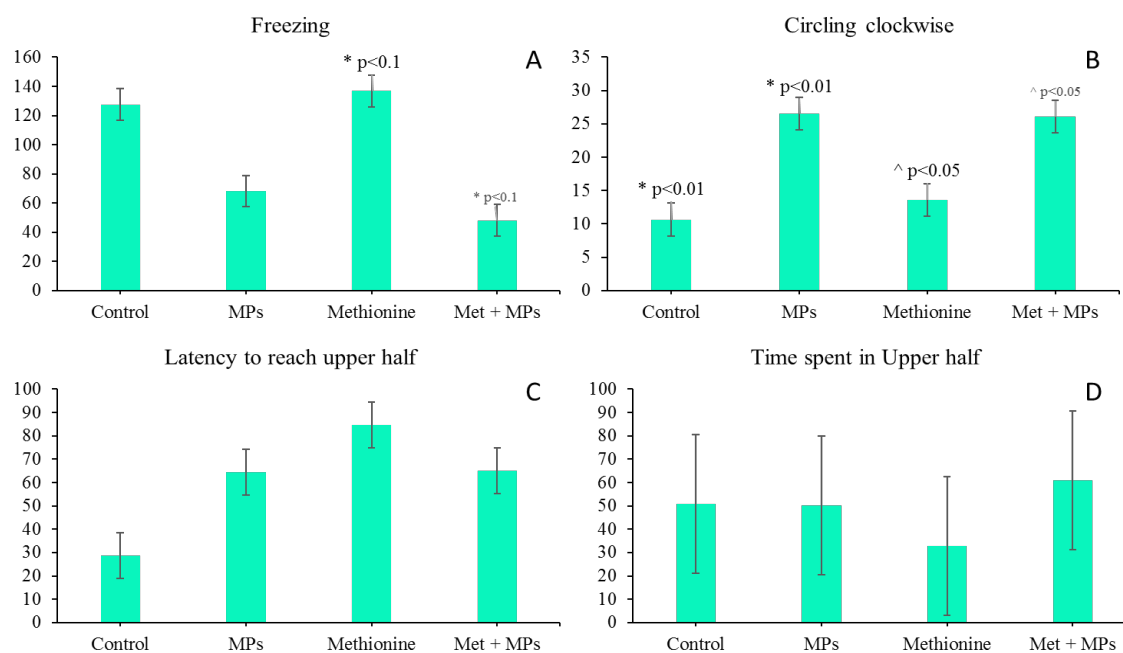 Freezing
A
160
140
120
100
80
60
40
20
0
* p<0.1
* p<0.1
Control MPs Methionine Met + MPs
Circling clockwise
B
35
30
25
20
15
10
5
0
* p<0.01
* p<0.01
^ p<0.05
^ p<0.05
Control MPs Methionine Met + MPs
Latency to reach upper half
C
100
90
80
70
60
50
40
30
20
10
0
Control MPs Methionine Met + MPs
Time spent in Upper half
D
100
90
80
70
60
50
40
30
20
10
0
Control MPs Methionine Met + MPs